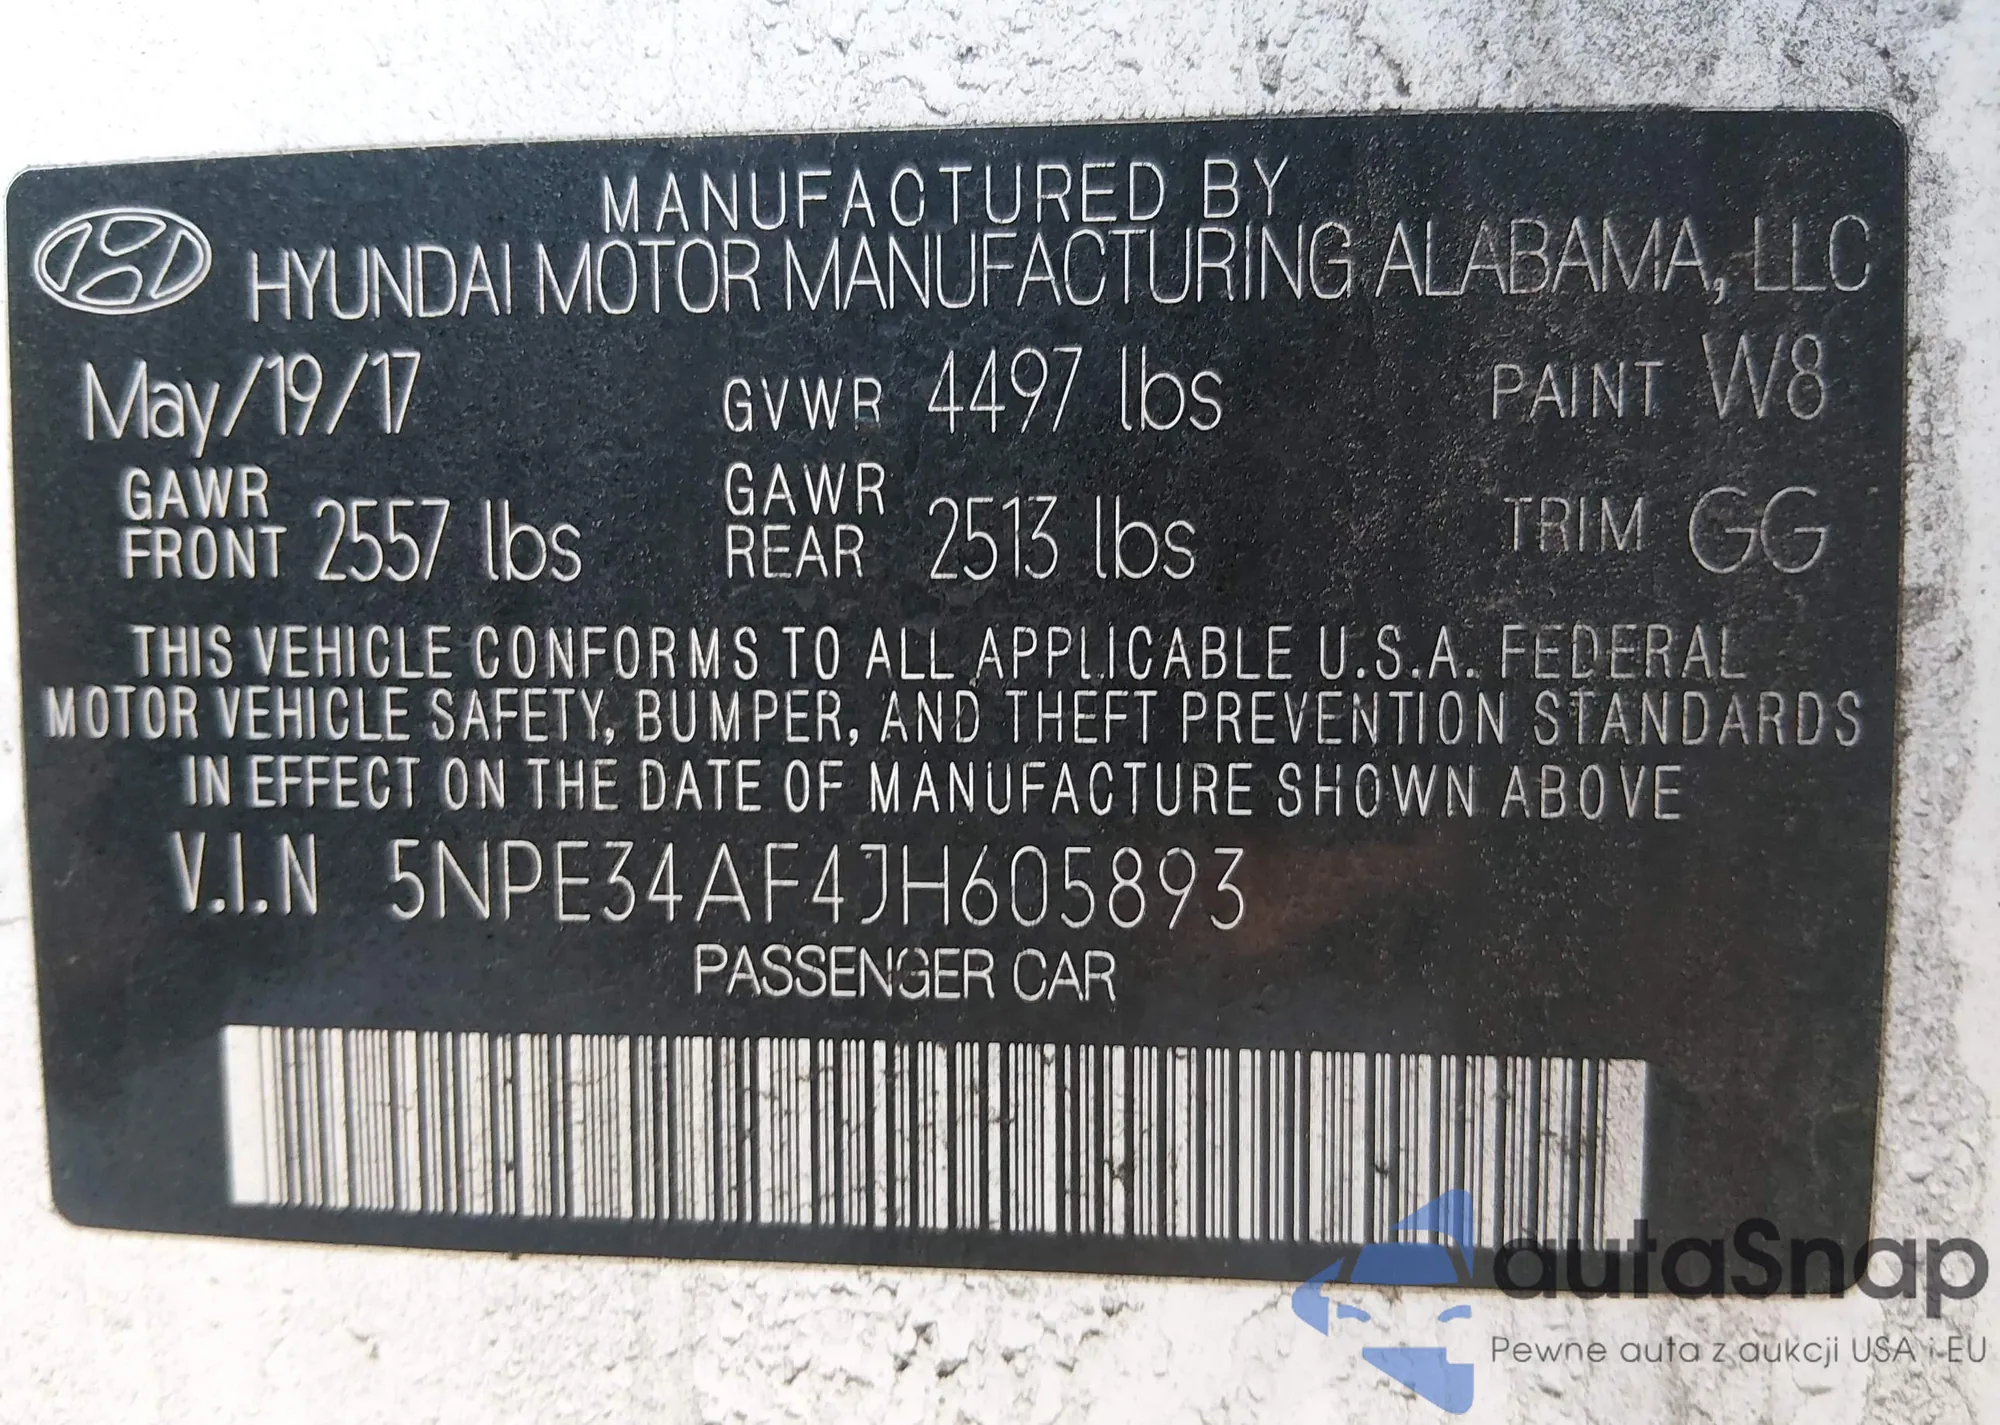 MANUFACTURED BY
HYUNDAI MOTOR MANUFACTURING ALABAMA, LLC
May/19/17 GVWR 4497 lbs PAINT W8
GAWR FRONT 2557 lbs GAWR REAR 2513 lbs TRIM GG
THIS VEHICLE CONFORMS TO ALL APPLICABLE U.S.A. FEDERAL
MOTOR VEHICLE SAFETY, BUMPER, AND THEFT PREVENTION STANDARDS
IN EFFECT ON THE DATE OF MANUFACTURE SHOWN ABOVE
V.I.N 5NPE34AF4JH605893
PASSENGER CAR
autaSnap
Pewne auta z aukcji USA i EU